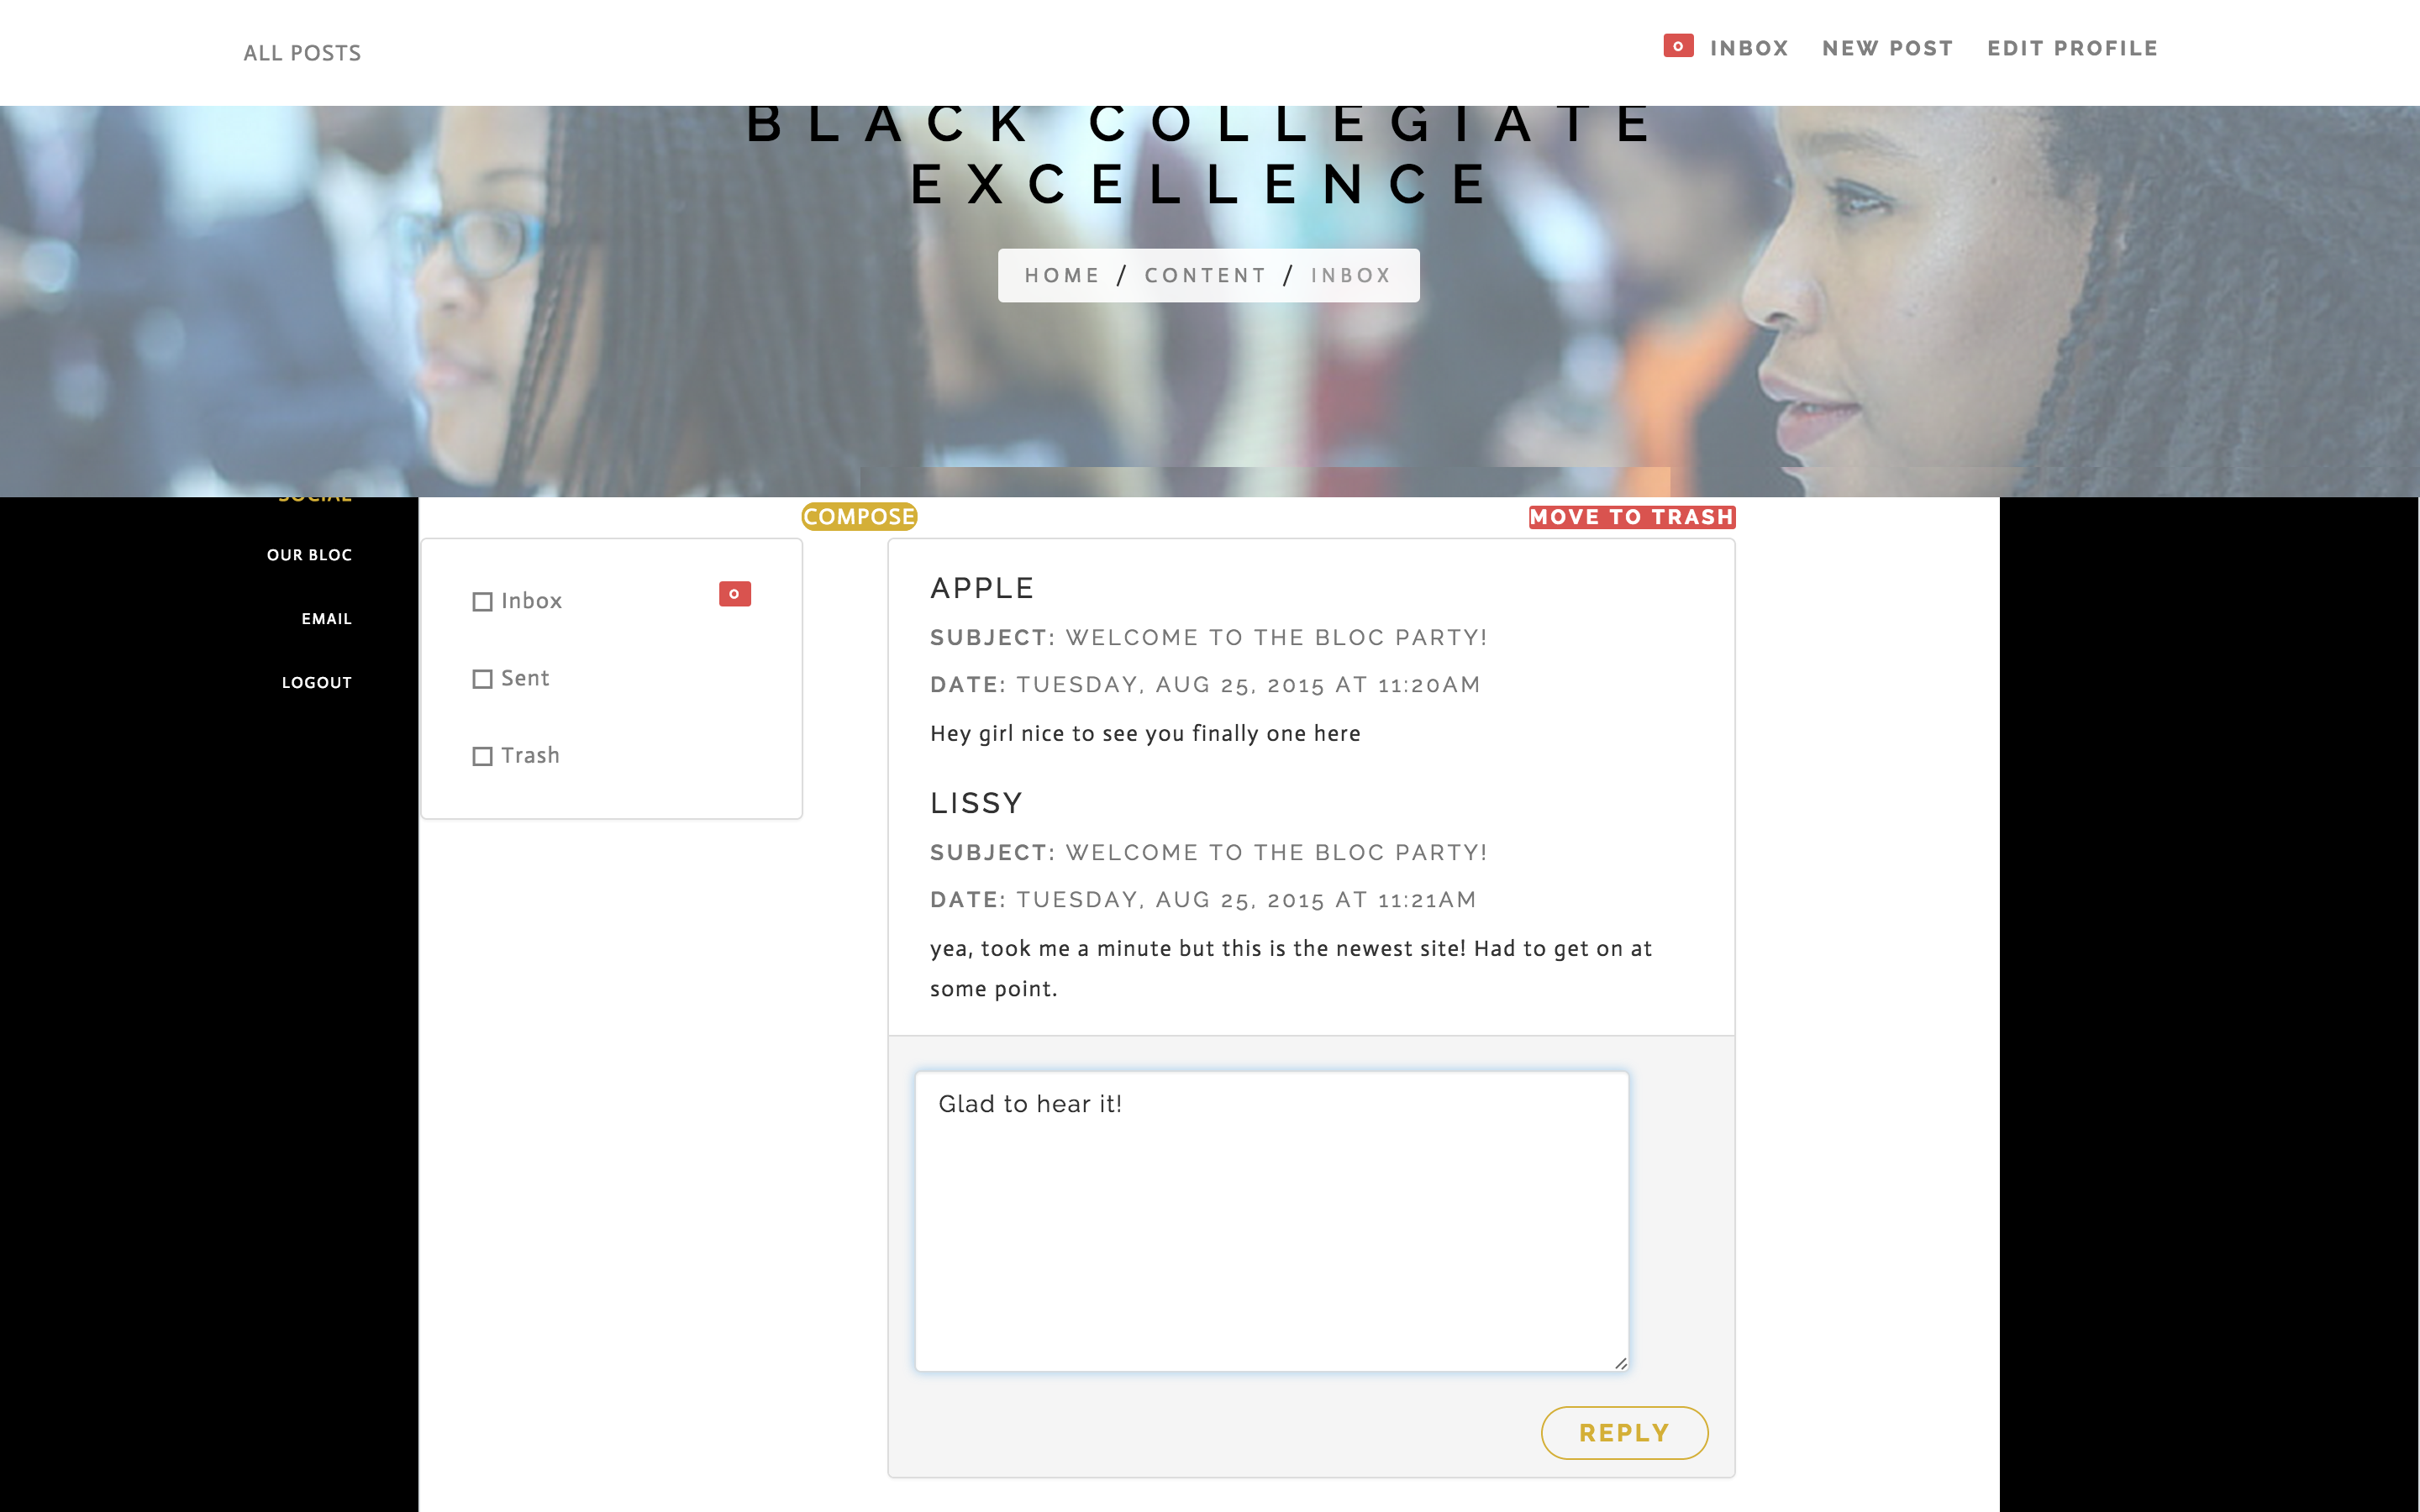 ALL POSTS
0 INBOX NEW POST EDIT PROFILE
BLACK COLLEGIATE
EXCELLENCE
HOME / CONTENT / INBOX
SOCIAL
COMPOSE
MOVE TO TRASH
OUR BLOC
EMAIL
LOGOUT
Inbox 0
Sent
Trash
APPLE
SUBJECT: WELCOME TO THE BLOC PARTY!
DATE: TUESDAY, AUG 25, 2015 AT 11:20AM
Hey girl nice to see you finally one here
LISSY
SUBJECT: WELCOME TO THE BLOC PARTY!
DATE: TUESDAY, AUG 25, 2015 AT 11:21AM
yea, took me a minute but this is the newest site! Had to get on at
some point.
Glad to hear it!
REPLY